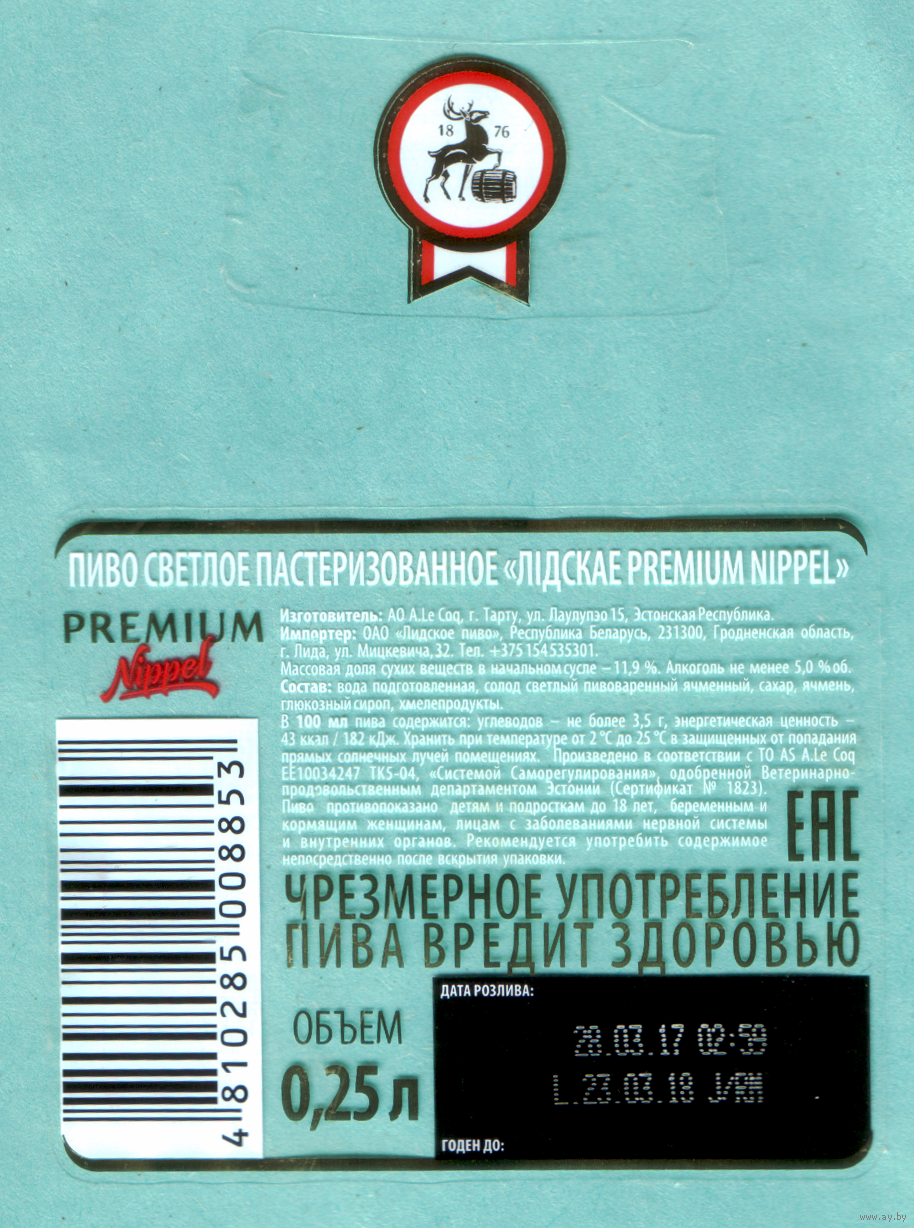 18 76
ПИВО СВЕТЛОЕ ПАСТЕРИЗОВАННОЕ «ЛІДСКАЕ PREMIUM NIPPEL»
PREMIUM
Nippel
Изготовитель: АО A.Le Coq, г. Тарту, ул. Лаулупэо 15, Эстонская Республика.
Импортер: ОАО «Лидское пиво», Республика Беларусь, 231300, Гродненская область,
г. Лида, ул. Мицкевича,32. Тел. +375154535301.
Массовая доля сухих веществ в начальном сусле – 11,9 %. Алкоголь не менее 5,0 % об.
Состав: вода подготовленная, солод светлый пивоваренный ячменный, сахар, ячмень,
глюкозный сироп, хмелепродукты.
В 100 мл пива содержится: углеводов – не более 3,5 г, энергетическая ценность –
43 ккал / 182 кДж. Хранить при температуре от 2 °С до 25 °С в защищенных от попадания
прямых солнечных лучей помещениях. Произведено в соответствии с ТО AS A.Le Coq
EE10034247 TK5-04, «Системой Саморегулирования», одобренной Ветеринарно-
продовольственным департаментом Эстонии (Сертификат № 1823).
Пиво противопоказано детям и подросткам до 18 лет, беременным и
кормящим женщинам, лицам с заболеваниями нервной системы
и внутренних органов. Рекомендуется употребить содержимое
непосредственно после вскрытия упаковки.
ЕАС
ЧРЕЗМЕРНОЕ УПОТРЕБЛЕНИЕ
ПИВА ВРЕДИТ ЗДОРОВЬЮ
4 810285 008853
ОБЪЕМ
0,25 л
ДАТА РОЗЛИВА:
28.03.17 02:59
L.23.03.18 J/RM
ГОДЕН ДО:
www.ay.by